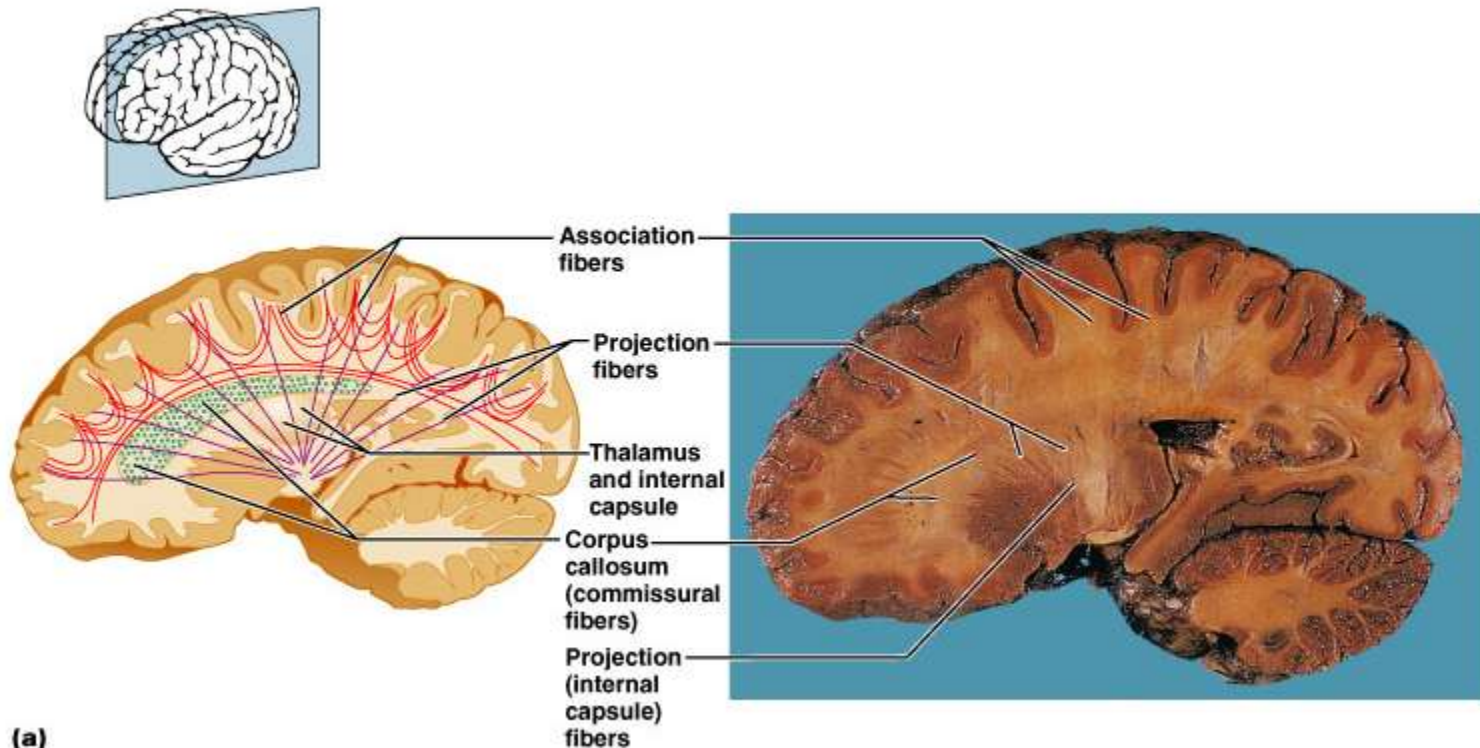 Association
fibers
Projection
fibers
Thalamus
and internal
capsule
Corpus
callosum
(commissural
fibers)
Projection
(internal
capsule)
fibers
(a)